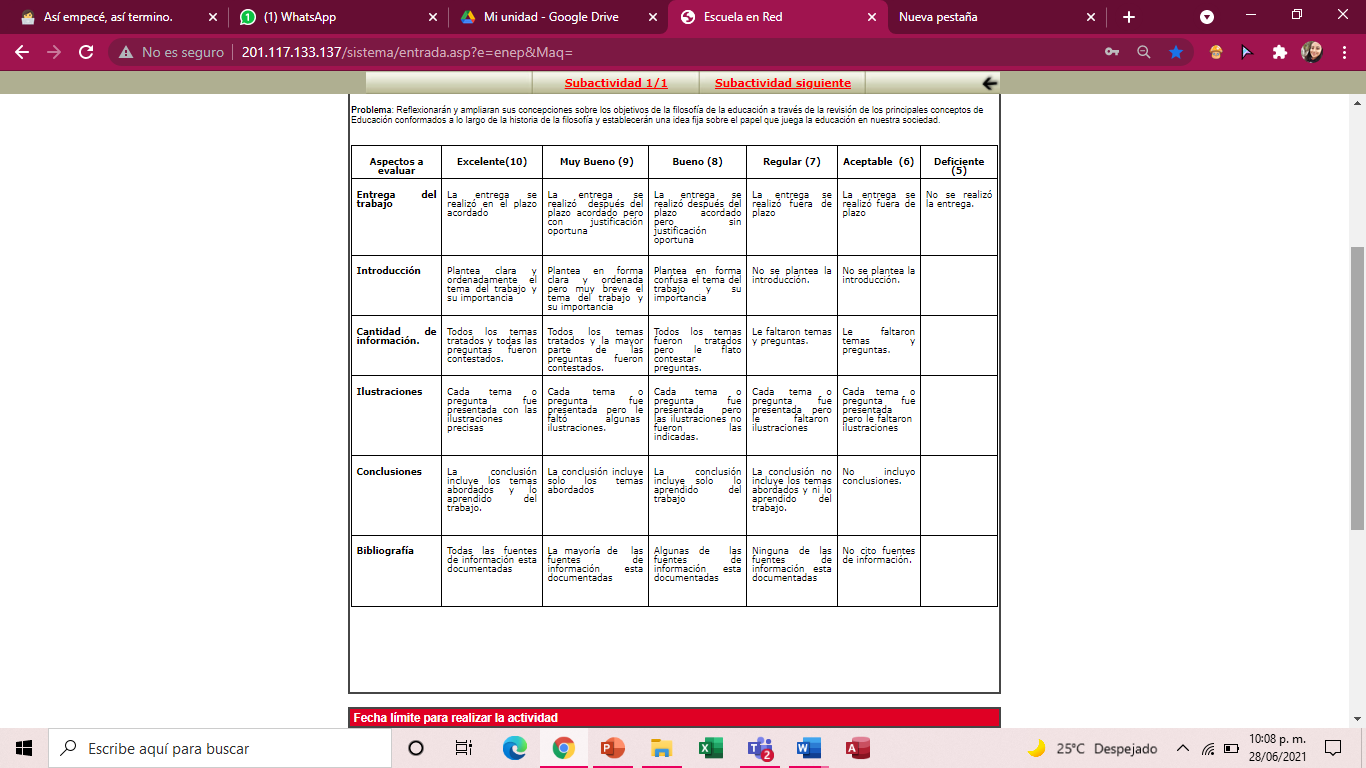 Así empecé, así termino.
(1) WhatsApp
Mi unidad - Google Drive
Escuela en Red
Nueva pestaña
No es seguro
201.117.133.137/sistema/entrada.asp?e=enep&Maq=
Subactividad 1/1
Subactividad siguiente
Problema: Reflexionarán y ampliaran sus concepciones sobre los objetivos de la filosofía de la educación a través de la revisión de los principales conceptos de
Educación conformados a lo largo de la historia de la filosofía y establecerán una idea fija sobre el papel que juega la educación en nuestra sociedad.
Aspectos a
evaluar
Excelente(10)
Muy Bueno (9)
Bueno (8)
Regular (7)
Aceptable (6)
Deficiente
(5)
Entrega del
trabajo
La entrega se
realizó en el plazo
acordado
La entrega se
realizó después del
plazo acordado pero
con justificación
oportuna
La entrega se
realizó después del
plazo acordado
pero sin
justificación
oportuna
La entrega se
realizó fuera de
plazo
La entrega se
realizó fuera de
plazo
No se realizó
la entrega.
Introducción
Plantea clara y
ordenadamente el
tema del trabajo y
su importancia
Plantea en forma
clara y ordenada
pero muy breve el
tema del trabajo y
su importancia
Plantea en forma
confusa el tema del
trabajo y su
importancia
No se plantea la
introducción.
No se plantea la
introducción.
Cantidad de
información.
Todos los temas
tratados y todas las
preguntas fueron
contestados.
Todos los temas
tratados y la mayor
parte de las
preguntas fueron
contestados.
Todos los temas
fueron tratados
pero le flato
contestar
preguntas.
Le faltaron temas
y preguntas.
Le faltaron
temas y
preguntas.
Ilustraciones
Cada tema o
pregunta fue
presentada con las
ilustraciones
precisas
Cada tema o
pregunta fue
presentada pero le
faltó algunas
ilustraciones.
Cada tema o
pregunta fue
presentada pero
las ilustraciones no
fueron las
indicadas.
Cada tema o
pregunta fue
presentada pero
le faltaron
ilustraciones
Cada tema o
pregunta fue
presentada
pero le faltaron
ilustraciones
Conclusiones
La conclusión
incluye los temas
abordados y lo
aprendido del
trabajo.
La conclusión incluye
solo los temas
abordados
La conclusión
incluye solo lo
aprendido del
trabajo
La conclusión no
incluye los temas
abordados y ni lo
aprendido del
trabajo.
No incluyo
conclusiones.
Bibliografía
Todas las fuentes
de información esta
documentadas
La mayoría de las
fuentes de
información esta
documentadas
Algunas de las
fuentes de
información esta
documentadas
Ninguna de las
fuentes de
información esta
documentadas
No cito fuentes
de información.
Fecha límite para realizar la actividad
Escribe aquí para buscar
2
25°C Despejado
10:08 p. m.
28/06/2021